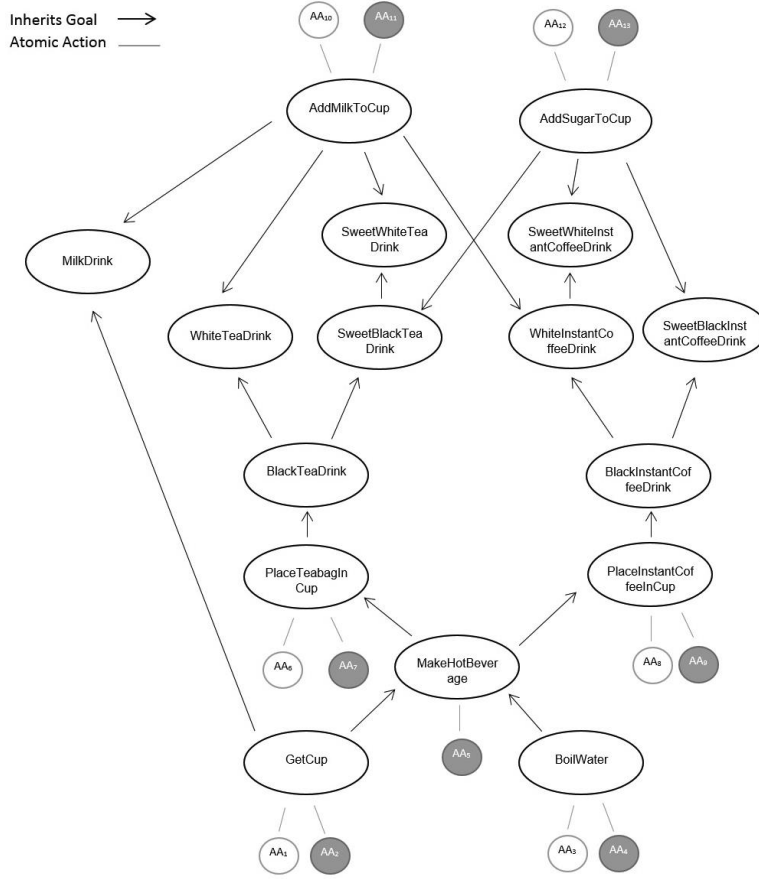 Inherits Goal
Atomic Action
AA₁₀
AA₁₁
AA₁₂
AA₁₃
AddMilkToCup
AddSugarToCup
SweetWhiteTea
Drink
SweetWhiteInst
antCoffeeDrink
MilkDrink
WhiteTeaDrink
SweetBlackTea
Drink
WhiteInstantCo
ffeeDrink
SweetBlackInst
antCoffeeDrink
BlackTeaDrink
BlackInstantCof
feeDrink
PlaceTeabagIn
Cup
PlaceInstantCof
feeInCup
AA₆
AA₇
MakeHotBever
age
AA₈
AA₉
GetCup
AA₅
BoilWater
AA₁
AA₂
AA₃
AA₄